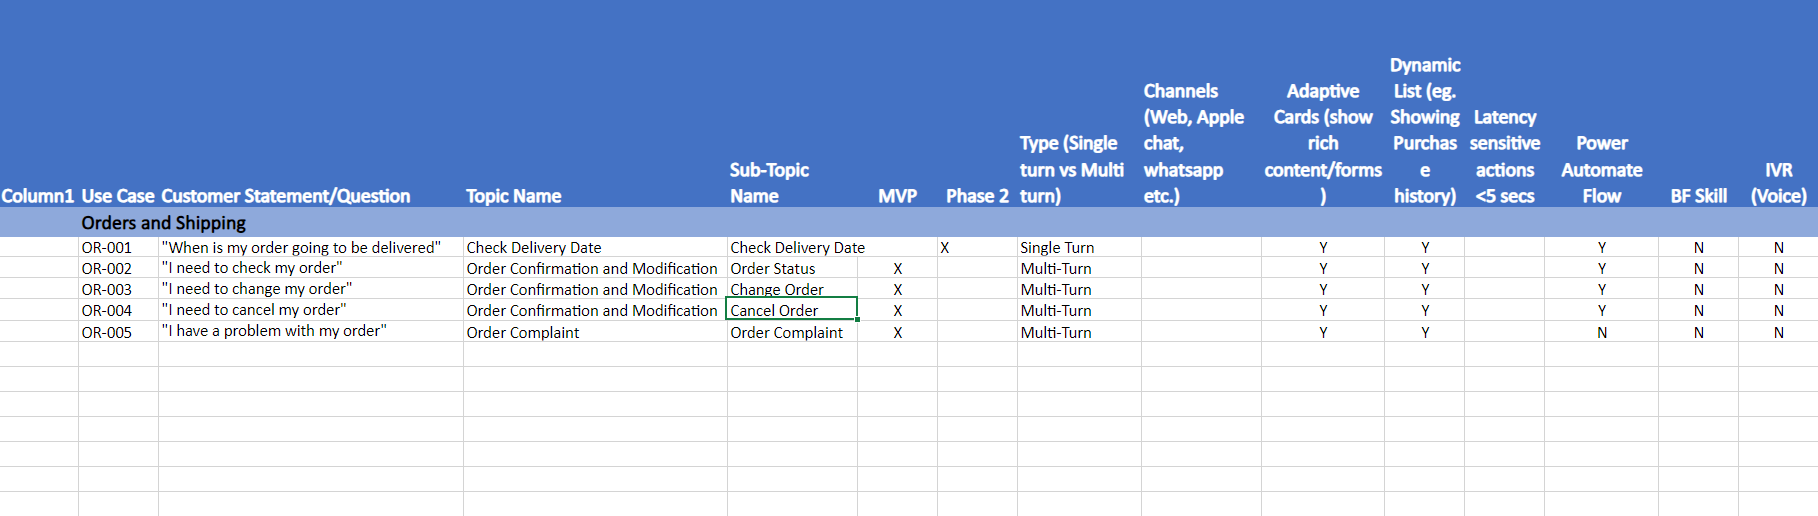 Column1 Use Case Customer Statement/Question Topic Name Sub-Topic Name MVP Phase 2 Type (Single turn vs Multi turn) Channels (Web, Apple chat, whatsapp etc.) Adaptive Cards (show rich content/forms ) Dynamic List (eg. Showing Purchas e history) Latency sensitive actions <5 secs Power Automate Flow BF Skill IVR (Voice)
Orders and Shipping
OR-001 "When is my order going to be delivered" Check Delivery Date Check Delivery Date X Single Turn Y Y Y N N
OR-002 "I need to check my order" Order Confirmation and Modification Order Status X Multi-Turn Y Y Y N N
OR-003 "I need to change my order" Order Confirmation and Modification Change Order X Multi-Turn Y Y Y N N
OR-004 "I need to cancel my order" Order Confirmation and Modification Cancel Order X Multi-Turn Y Y Y N N
OR-005 "I have a problem with my order" Order Complaint Order Complaint X Multi-Turn Y Y N N N